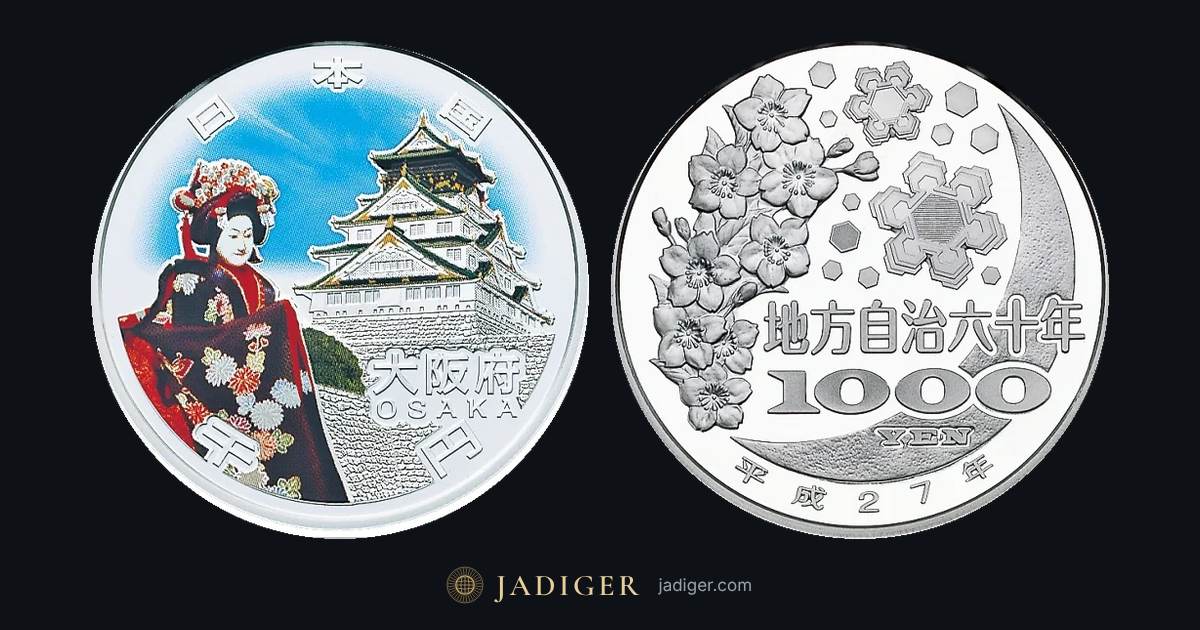 日本国
大阪府
OSAKA
千円
地方自治六十年
1000
YEN
平成27年
JADIGER jadiger.com